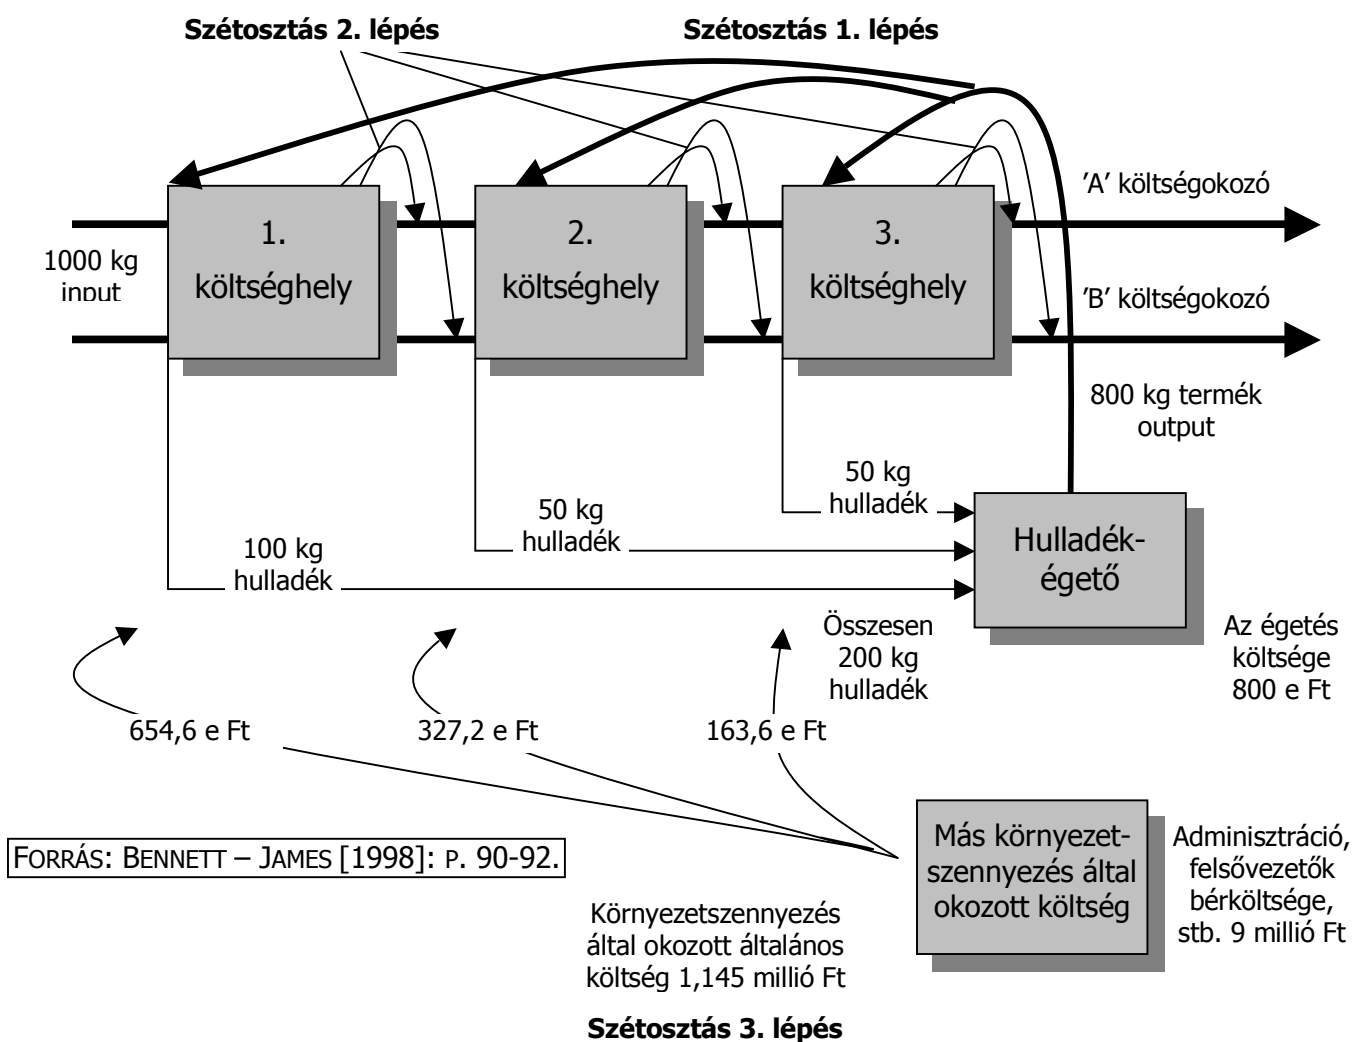 Szétosztás 2. lépés
Szétosztás 1. lépés
1.
költséghely
2.
költséghely
3.
költséghely
’A’ költségokozó
1000 kg
input
’B’ költségokozó
800 kg termék
output
50 kg
hulladék
50 kg
hulladék
100 kg
hulladék
Hulladék-
égető
Összesen
200 kg
hulladék
Az égetés
költsége
800 e Ft
654,6 e Ft
327,2 e Ft
163,6 e Ft
Más környezet-
szennyezés által
okozott költség
Adminisztráció,
felsővezetők
bérköltsége,
stb. 9 millió Ft
FORRÁS: BENNETT – JAMES [1998]: P. 90-92.
Környezetszennyezés
által okozott általános
költség 1,145 millió Ft
Szétosztás 3. lépés